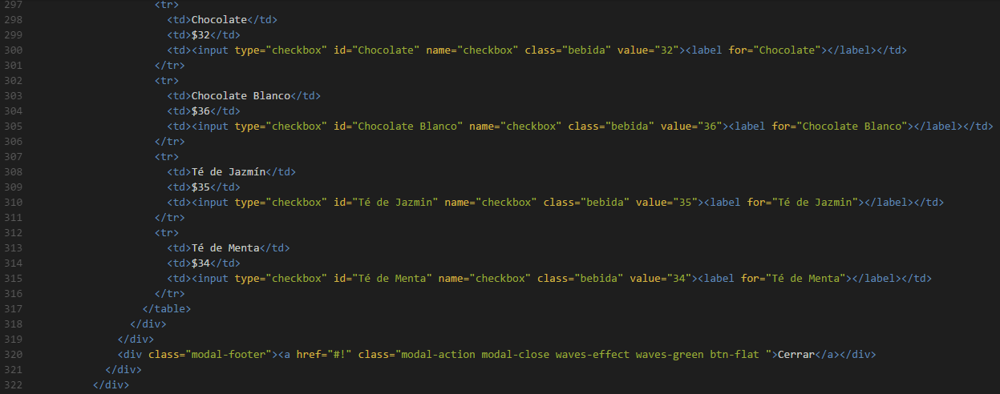 297 <tr>
298 <td>Chocolate</td>
299 <td>$32</td>
300 <td><input type="checkbox" id="Chocolate" name="checkbox" class="bebida" value="32"><label for="Chocolate"></label></td>
301 </tr>
302 <tr>
303 <td>Chocolate Blanco</td>
304 <td>$36</td>
305 <td><input type="checkbox" id="Chocolate Blanco" name="checkbox" class="bebida" value="36"><label for="Chocolate Blanco"></label></td>
306 </tr>
307 <tr>
308 <td>Té de Jazmín</td>
309 <td>$35</td>
310 <td><input type="checkbox" id="Té de Jazmin" name="checkbox" class="bebida" value="35"><label for="Té de Jazmin"></label></td>
311 </tr>
312 <tr>
313 <td>Té de Menta</td>
314 <td>$34</td>
315 <td><input type="checkbox" id="Té de Menta" name="checkbox" class="bebida" value="34"><label for="Té de Menta"></label></td>
316 </tr>
317 </table>
318 </div>
319 </div>
320 <div class="modal-footer"><a href="#!" class="modal-action modal-close waves-effect waves-green btn-flat ">Cerrar</a></div>
321 </div>
322 </div>